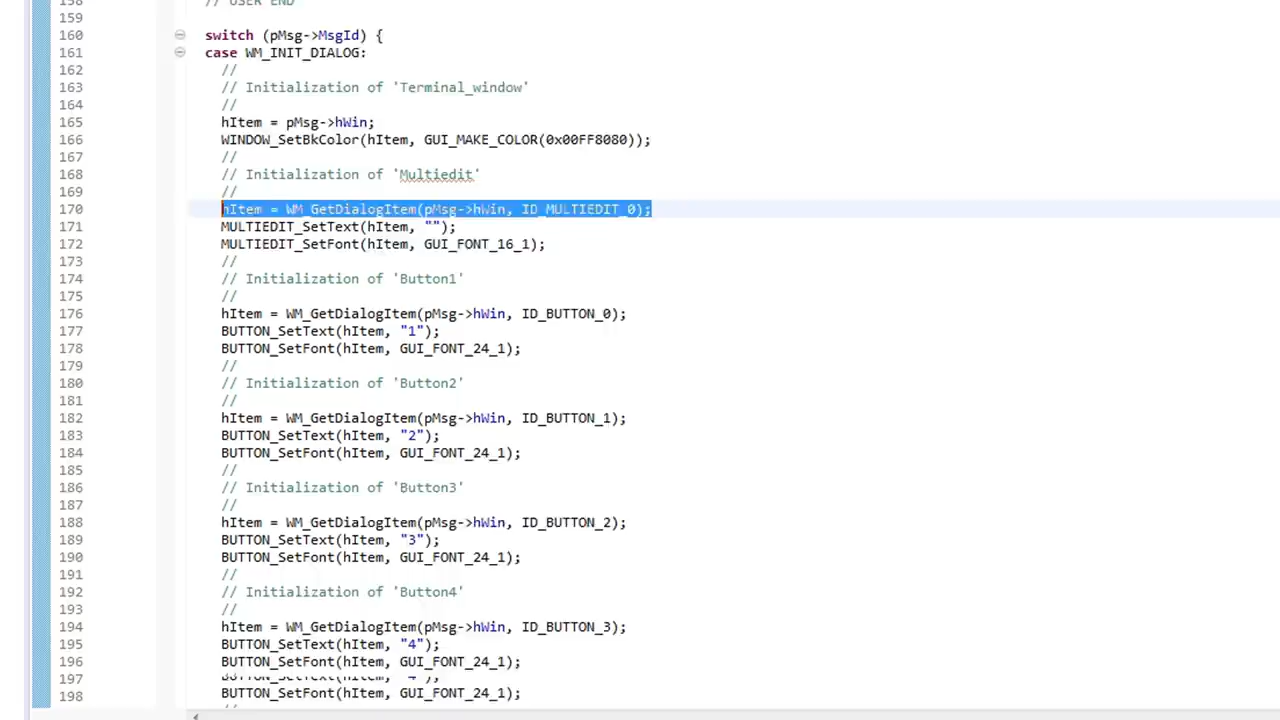 158 // USER END
159
160 switch (pMsg->MsgId) {
161 case WM_INIT_DIALOG:
162 //
163 // Initialization of 'Terminal_window'
164 //
165 hItem = pMsg->hWin;
166 WINDOW_SetBkColor(hItem, GUI_MAKE_COLOR(0x00FF8080));
167 //
168 // Initialization of 'Multiedit'
169 //
170 hItem = WM_GetDialogItem(pMsg->hWin, ID_MULTIEDIT_0);
171 MULTIEDIT_SetText(hItem, "");
172 MULTIEDIT_SetFont(hItem, GUI_FONT_16_1);
173 //
174 // Initialization of 'Button1'
175 //
176 hItem = WM_GetDialogItem(pMsg->hWin, ID_BUTTON_0);
177 BUTTON_SetText(hItem, "1");
178 BUTTON_SetFont(hItem, GUI_FONT_24_1);
179 //
180 // Initialization of 'Button2'
181 //
182 hItem = WM_GetDialogItem(pMsg->hWin, ID_BUTTON_1);
183 BUTTON_SetText(hItem, "2");
184 BUTTON_SetFont(hItem, GUI_FONT_24_1);
185 //
186 // Initialization of 'Button3'
187 //
188 hItem = WM_GetDialogItem(pMsg->hWin, ID_BUTTON_2);
189 BUTTON_SetText(hItem, "3");
190 BUTTON_SetFont(hItem, GUI_FONT_24_1);
191 //
192 // Initialization of 'Button4'
193 //
194 hItem = WM_GetDialogItem(pMsg->hWin, ID_BUTTON_3);
195 BUTTON_SetText(hItem, "4");
196 BUTTON_SetFont(hItem, GUI_FONT_24_1);
197
198 BUTTON_SetFont(hItem, GUI_FONT_24_1);